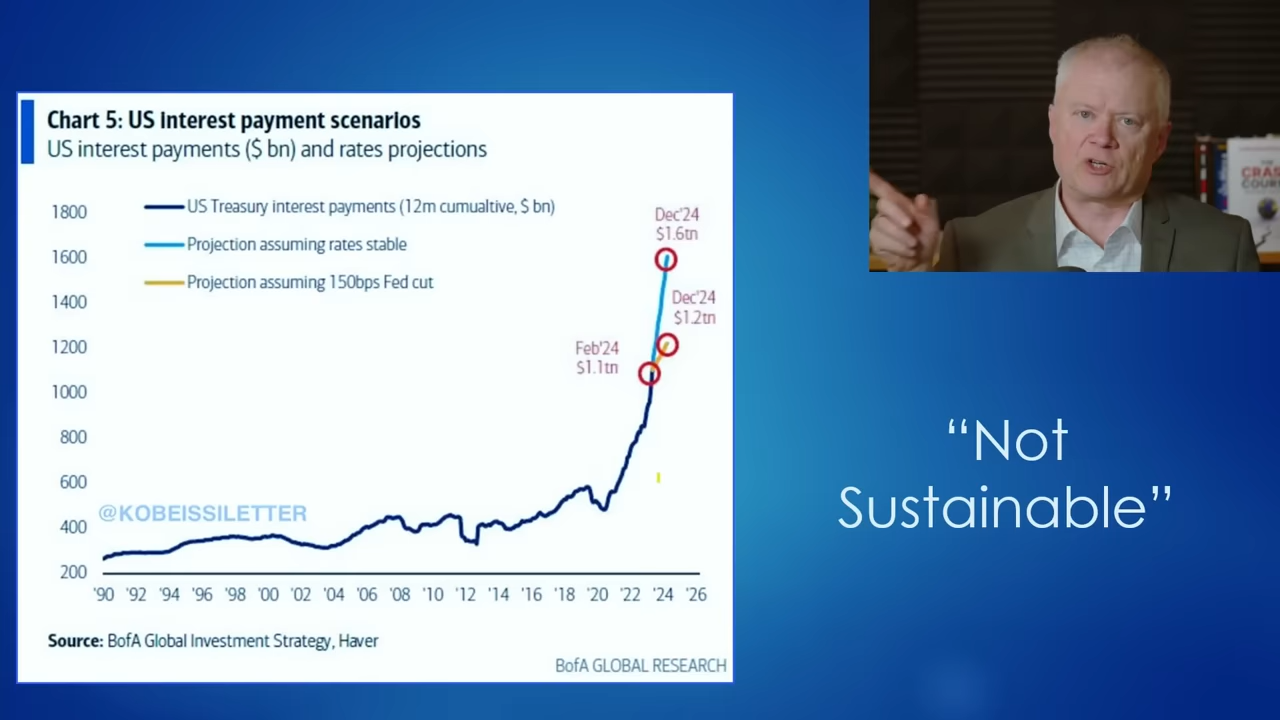 Chart 5: US interest payment scenarios
US interest payments ($ bn) and rates projections
1800
1600
1400
1200
1000
800
600
400
200
US Treasury interest payments (12m cumualtive, $ bn)
Projection assuming rates stable
Projection assuming 150bps Fed cut
Dec'24
$1.6tn
Dec'24
$1.2tn
Feb'24
$1.1tn
@KOBEISSILETTER
'90 '92 '94 '96 '98 '00 '02 '04 '06 '08 '10 '12 '14 '16 '18 '20 '22 '24 '26
Source: BofA Global Investment Strategy, Haver
BofA GLOBAL RESEARCH
THE
CRAS
COURS
“Not
Sustainable”